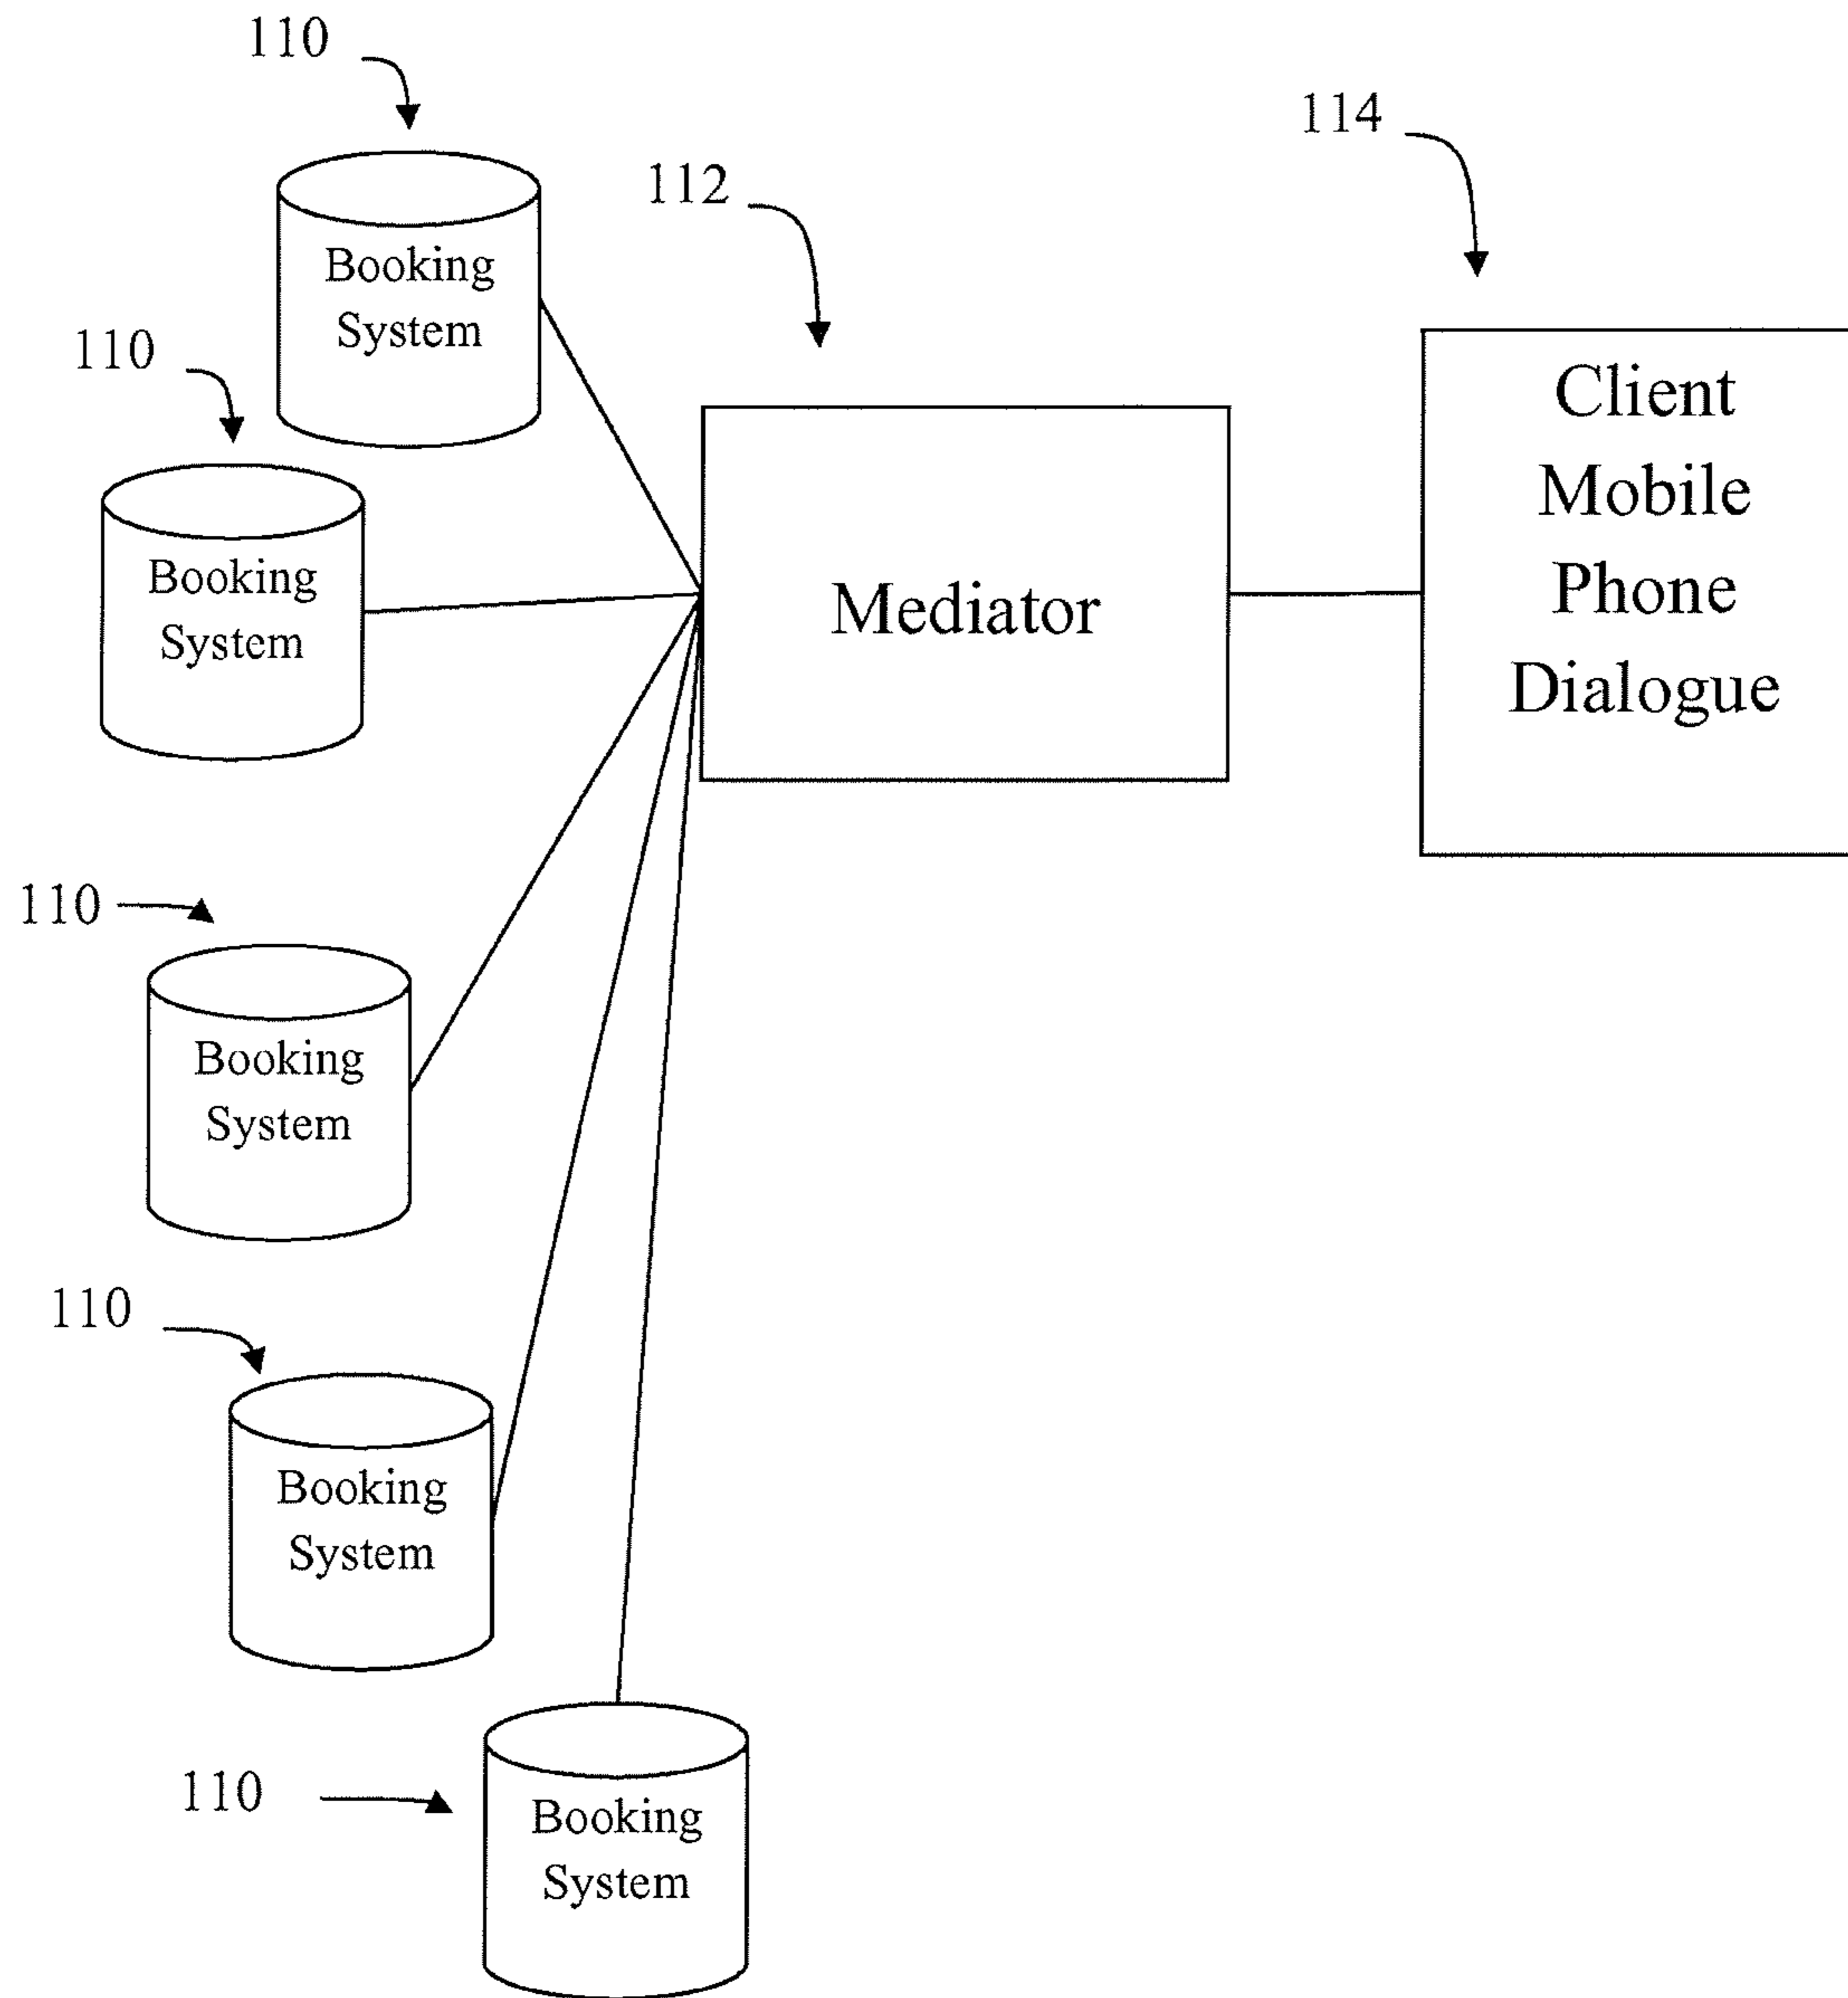 110
114
112
Booking
System
110
Client
Mobile
Phone
Dialogue
Booking
System
Mediator
110
Booking
System
110
Booking
System
110
Booking
System